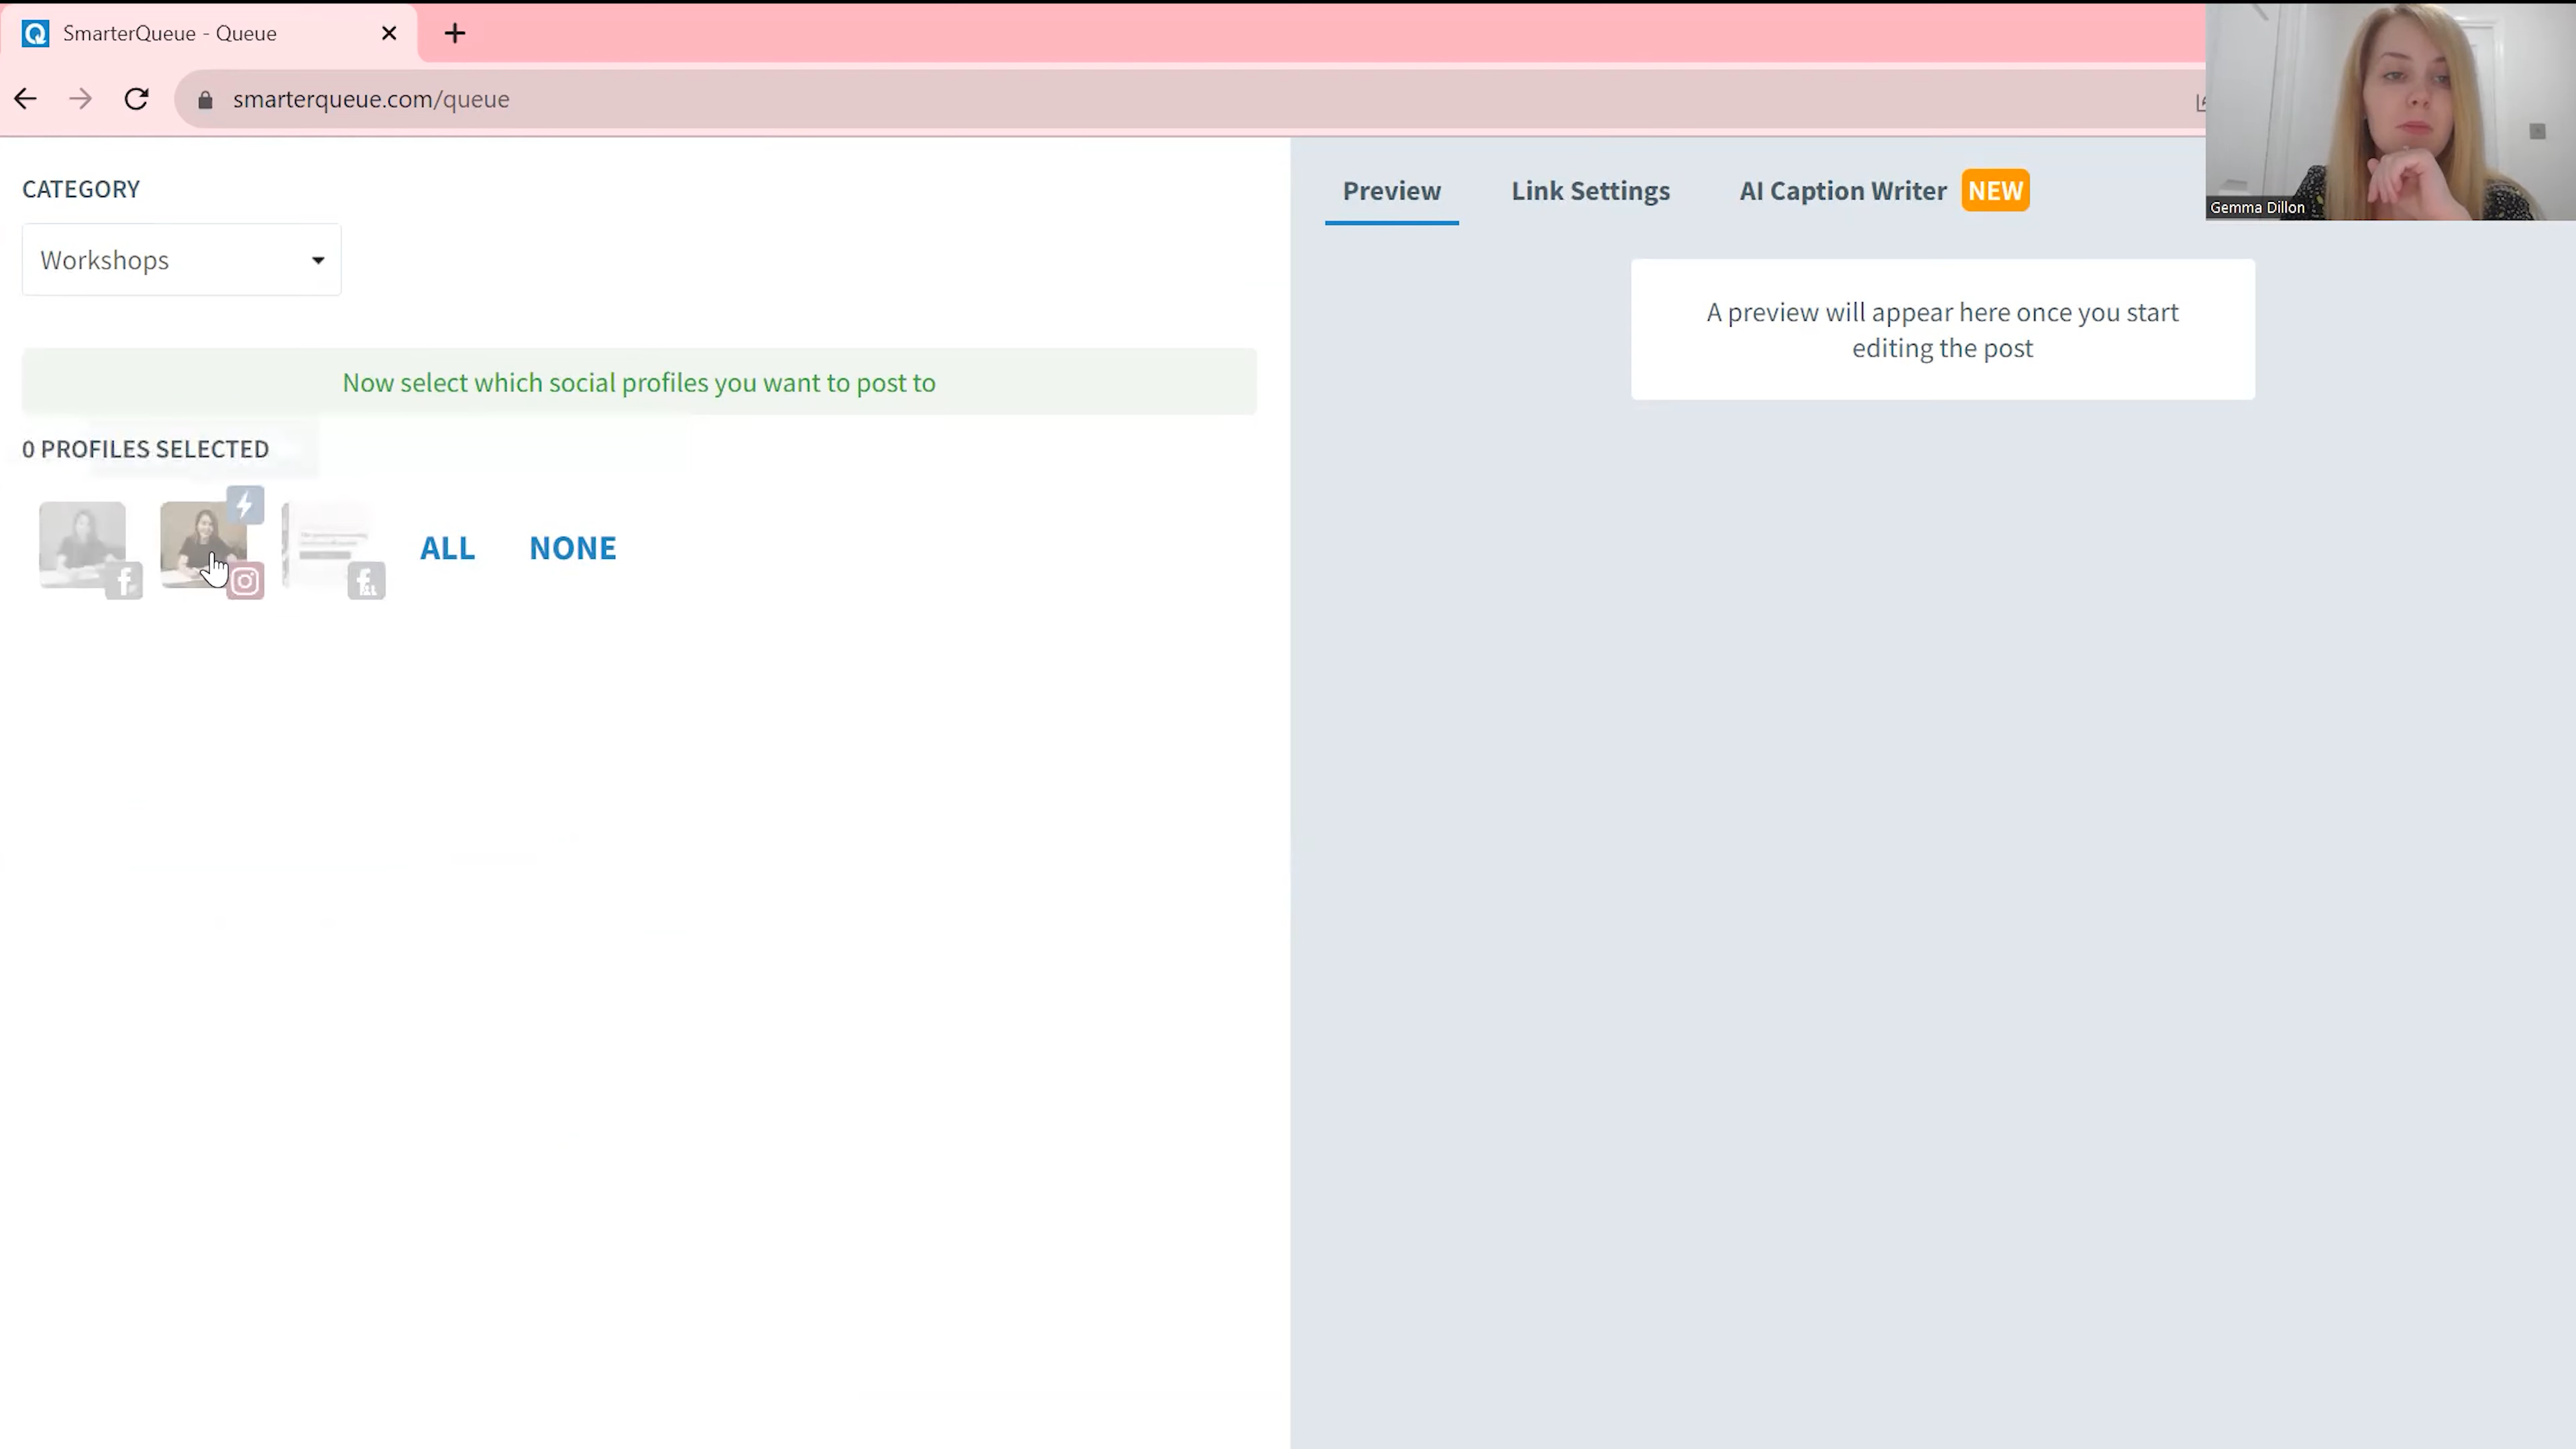 SmarterQueue - Queue
smarterqueue.com/queue
Gemma Dillon
CATEGORY
Workshops
Now select which social profiles you want to post to
0 PROFILES SELECTED
ALL
NONE
Preview
Link Settings
AI Caption Writer NEW
A preview will appear here once you start
editing the post